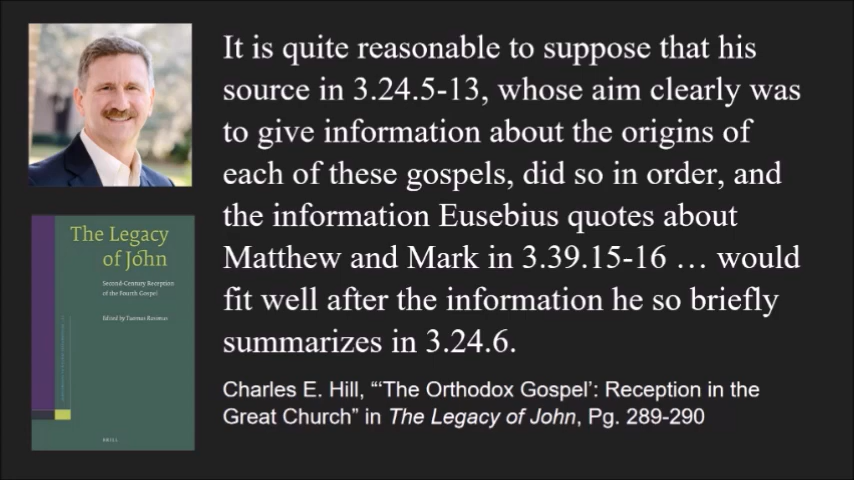 It is quite reasonable to suppose that his
source in 3.24.5-13, whose aim clearly was
to give information about the origins of
each of these gospels, did so in order, and
the information Eusebius quotes about
Matthew and Mark in 3.39.15-16 … would
fit well after the information he so briefly
summarizes in 3.24.6.
Charles E. Hill, “‘The Orthodox Gospel’: Reception in the
Great Church” in The Legacy of John, Pg. 289-290
The Legacy
of John
Second-Century Reception
of the Fourth Gospel
Edited by Tuomas Rasimus
BRILL